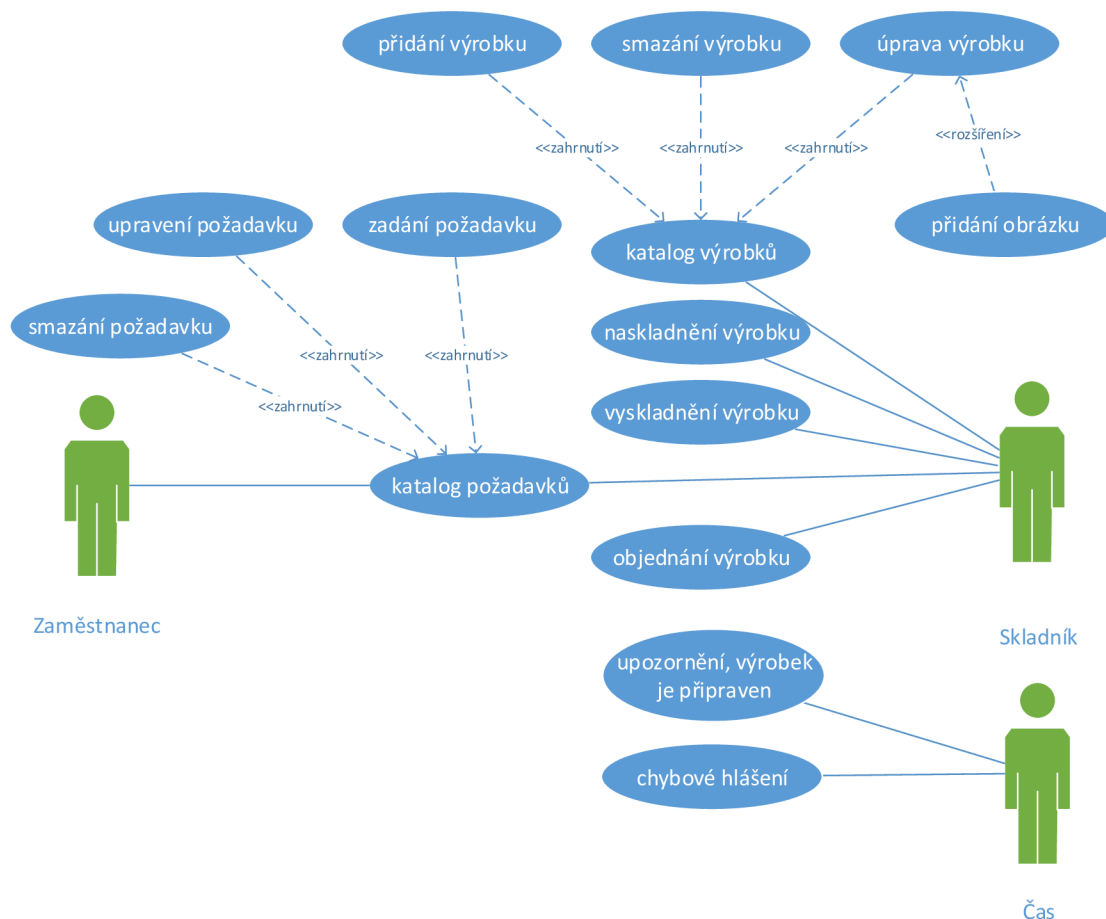 přidání výrobku
smazání výrobku
úprava výrobku
<<rozšíření>>
<<zahrnutí>>
<<zahrnutí>>
<<zahrnutí>>
upravení požadavku
zadání požadavku
přidání obrázku
katalog výrobků
smazání požadavku
naskladnění výrobku
<<zahrnutí>>
<<zahrnutí>>
<<zahrnutí>>
vyskladnění výrobku
katalog požadavků
objednání výrobku
Zaměstnanec
Skladník
upozornění, výrobek
je připraven
chybové hlášení
Čas